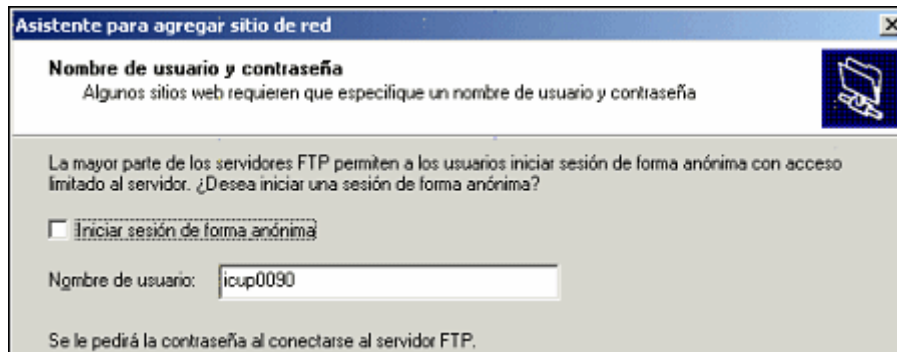 Asistente para agregar sitio de red
Nombre de usuario y contraseña
Algunos sitios web requieren que especifique un nombre de usuario y contraseña
La mayor parte de los servidores FTP permiten a los usuarios iniciar sesión de forma anónima con acceso
limitado al servidor. ¿Desea iniciar una sesión de forma anónima?
Iniciar sesión de forma anónima
Nombre de usuario: icup0090
Se le pedirá la contraseña al conectarse al servidor FTP.